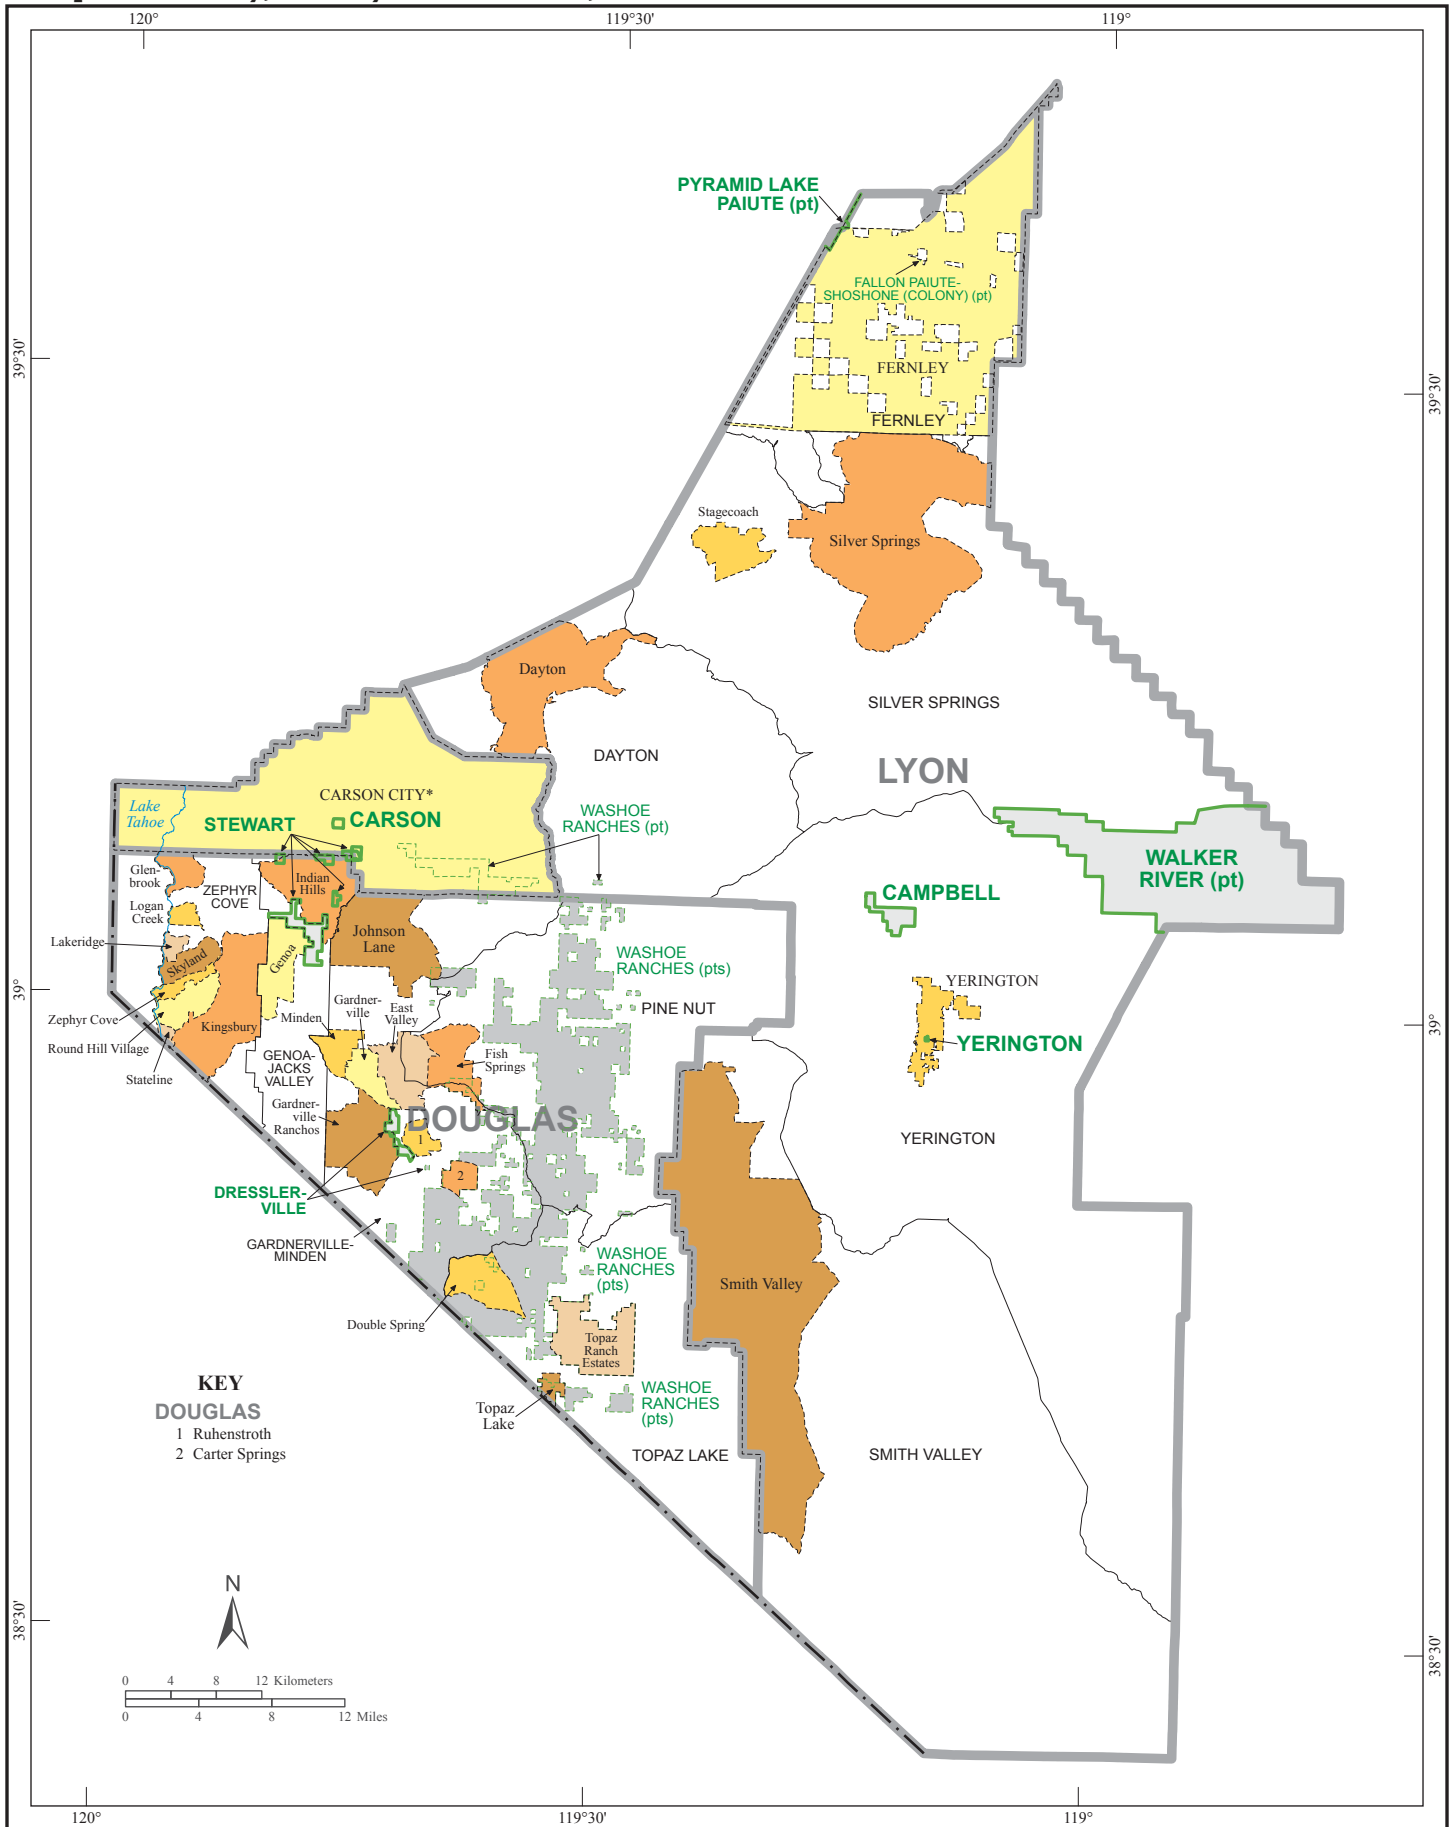 120°
119°30'
119°
PYRAMID LAKE
PAIUTE (pt)
FALLON PAIUTE-
SHOSHONE (COLONY) (pt)
39°30'
39°30'
FERNLEY
FERNLEY
Stagecoach
Silver Springs
Dayton
SILVER SPRINGS
DAYTON
LYON
CARSON CITY*
Lake
Tahoe
STEWART
CARSON
WASHOE
RANCHES (pt)
WALKER
RIVER (pt)
CAMPBELL
Glen-
brook
ZEPHYR
COVE
Indian
Hills
Logan
Creek
Lakeridge
Skyland
Genoa
Johnson
Lane
WASHOE
RANCHES (pts)
39°
39°
PINE NUT
YERINGTON
YERINGTON
Zephyr Cove
Round Hill Village
Stateline
Kingsbury
Minden
Gardner-
ville
East
Valley
Fish
Springs
GENOA-
JACKS
VALLEY
Gardner-
ville
Ranchos
DOUGLAS
1
2
YERINGTON
DRESSLER-
VILLE
GARDNERVILLE-
MINDEN
WASHOE
RANCHES
(pts)
Smith Valley
Double Spring
Topaz
Ranch
Estates
Topaz
Lake
WASHOE
RANCHES
(pts)
TOPAZ LAKE
SMITH VALLEY
KEY
DOUGLAS
1 Ruhenstroth
2 Carter Springs
N
38°30'
38°30'
0 4 8 12 Kilometers
0 4 8 12 Miles
120°
119°30'
119°